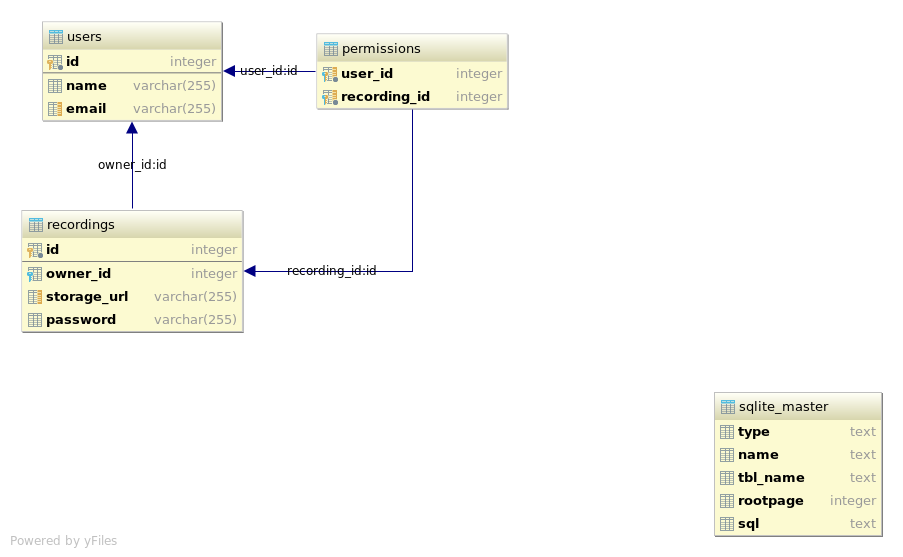 users
id integer
name varchar(255)
email varchar(255)
user_id:id
permissions
user_id integer
recording_id integer
owner_id:id
recordings
id integer
owner_id integer
storage_url varchar(255)
password varchar(255)
recording_id:id
sqlite_master
type text
name text
tbl_name text
rootpage integer
sql text
Powered by yFiles